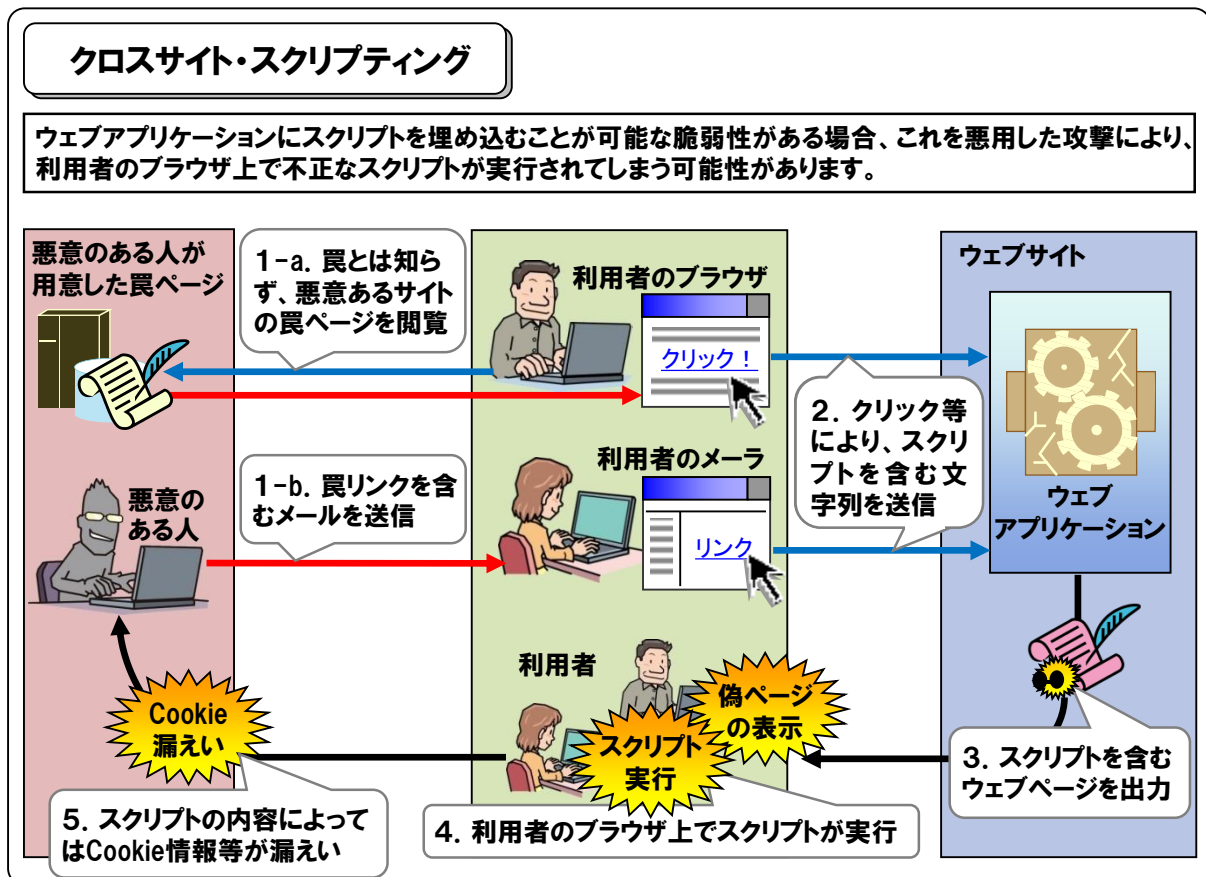 クロスサイト・スクリプティング
ウェブアプリケーションにスクリプトを埋め込むことが可能な脆弱性がある場合、これを悪用した攻撃により、
利用者のブラウザ上で不正なスクリプトが実行されてしまう可能性があります。
悪意のある人が
用意した罠ページ
1-a. 罠とは知ら
ず、悪意あるサイト
の罠ページを閲覧
利用者のブラウザ
クリック!
ウェブサイト
2. クリック等
により、スクリ
プトを含む文
字列を送信
ウェブ
アプリケーション
悪意の
ある人
1-b. 罠リンクを含
むメールを送信
利用者のメーラ
リンク
利用者
偽ページ
の表示
スクリプト
実行
Cookie
漏えい
3. スクリプトを含む
ウェブページを出力
4. 利用者のブラウザ上でスクリプトが実行
5. スクリプトの内容によって
はCookie情報等が漏えい